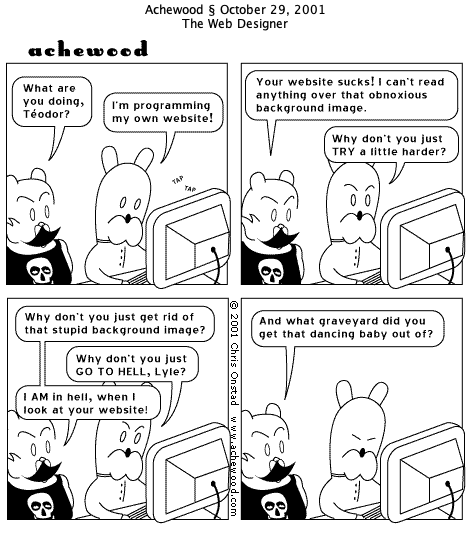 Achewood § October 29, 2001
The Web Designer
achewood
What are
you doing,
Téodor?
I'm programming
my own website!
TAP
TAP
Your website sucks! I can't read
anything over that obnoxious
background image.
Why don't you just
TRY a little harder?
Why don't you just get rid of
that stupid background image?
Why don't you just
GO TO HELL, Lyle?
I AM in hell, when I
look at your website!
© 2001 Chris Onstad www.achewood.com
And what graveyard did you
get that dancing baby out of?